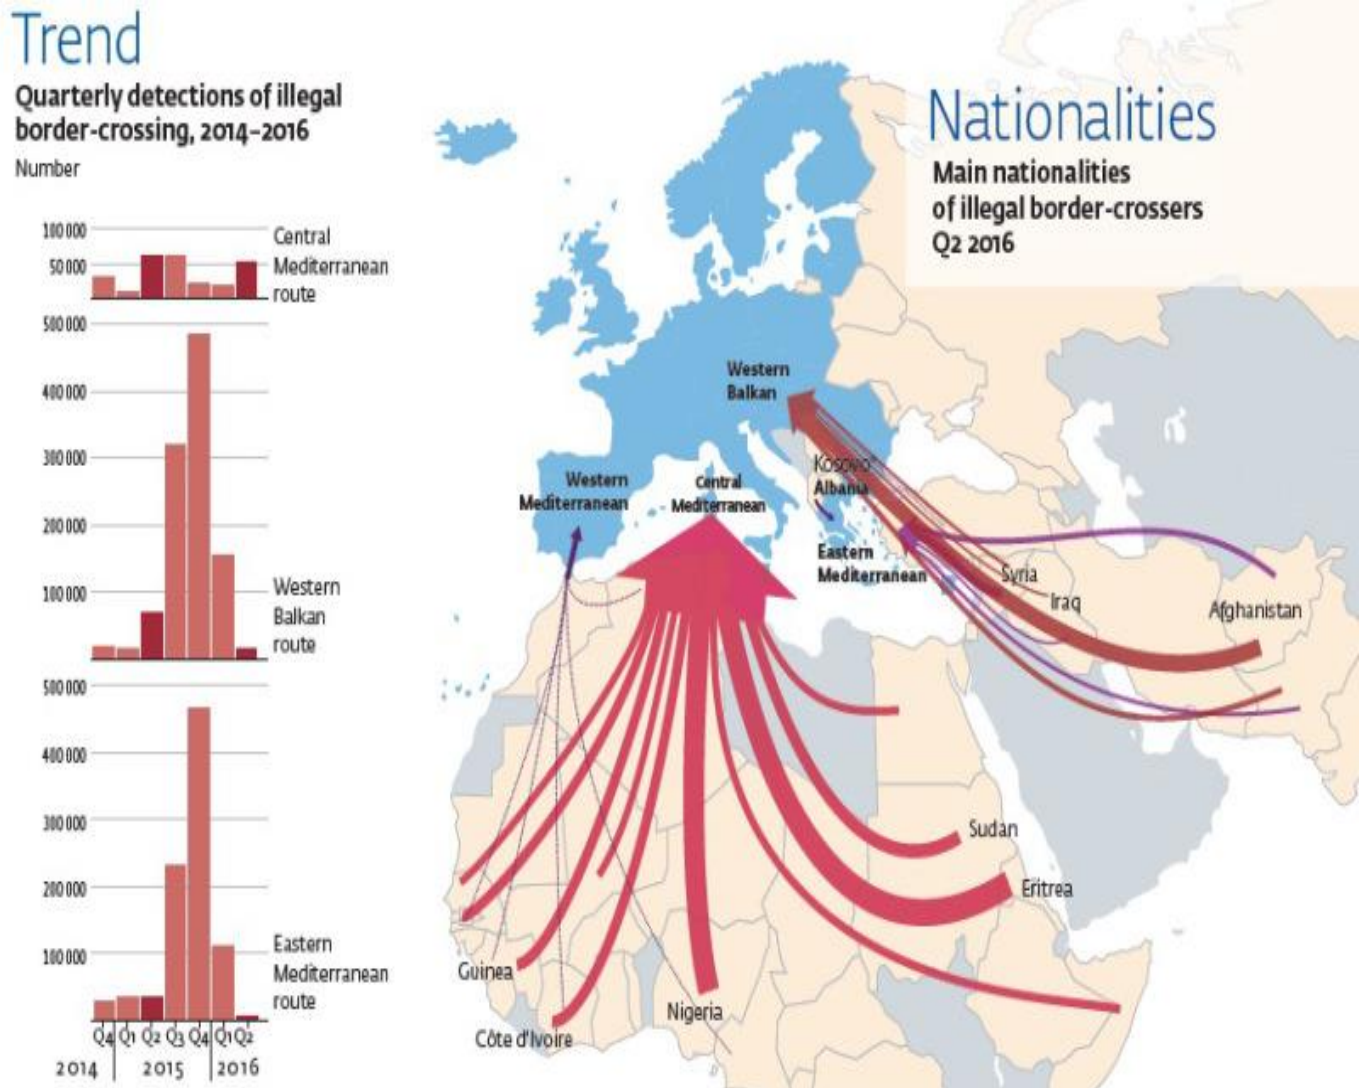 Trend
Quarterly detections of illegal
border-crossing, 2014–2016
Number
100 000
50 000
Central
Mediterranean
route
500 000
400 000
300 000
200 000
100 000
Western
Balkan
route
500 000
400 000
300 000
200 000
100 000
Eastern
Mediterranean
route
Q4 Q1 Q2 Q3 Q4 Q1 Q2
2014 2015 2016
Nationalities
Main nationalities
of illegal border-crossers
Q2 2016
Western
Balkan
Western
Mediterranean
Central
Mediterranean
Kosovo*
Albania
Eastern
Mediterranean
Syria
Iraq
Afghanistan
Sudan
Eritrea
Guinea
Nigeria
Côte d'Ivoire